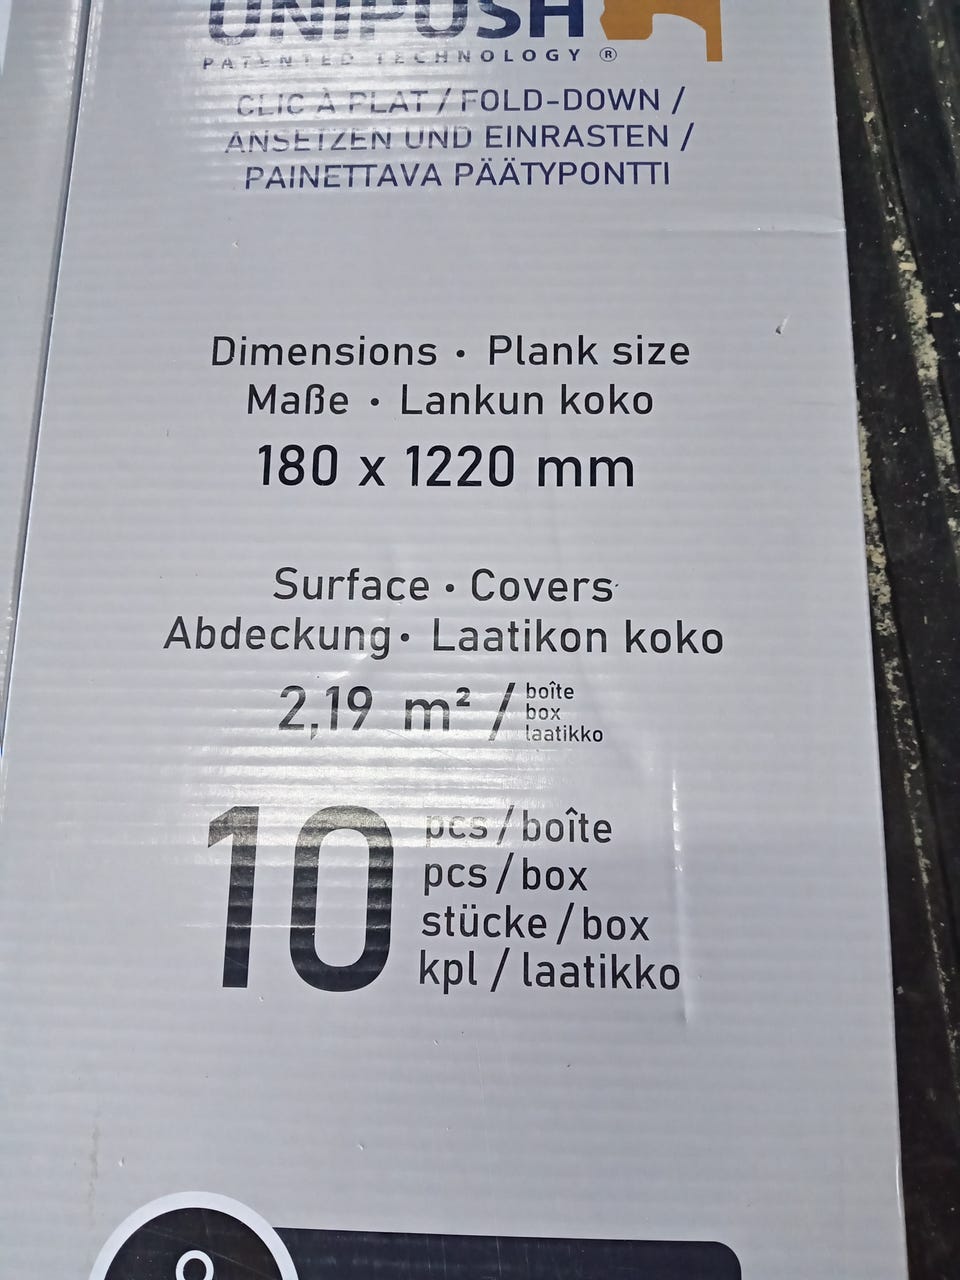 UNIPUSH
PATENTED TECHNOLOGY ®
CLIC À PLAT / FOLD-DOWN /
ANSETZEN UND EINRASTEN /
PAINETTAVA PÄÄTYPONTTI
Dimensions • Plank size
Maße • Lankun koko
180 x 1220 mm
Surface • Covers
Abdeckung • Laatikon koko
2,19 m² / boîte
box
laatikko
10 pcs / boîte
pcs / box
stücke / box
kpl / laatikko